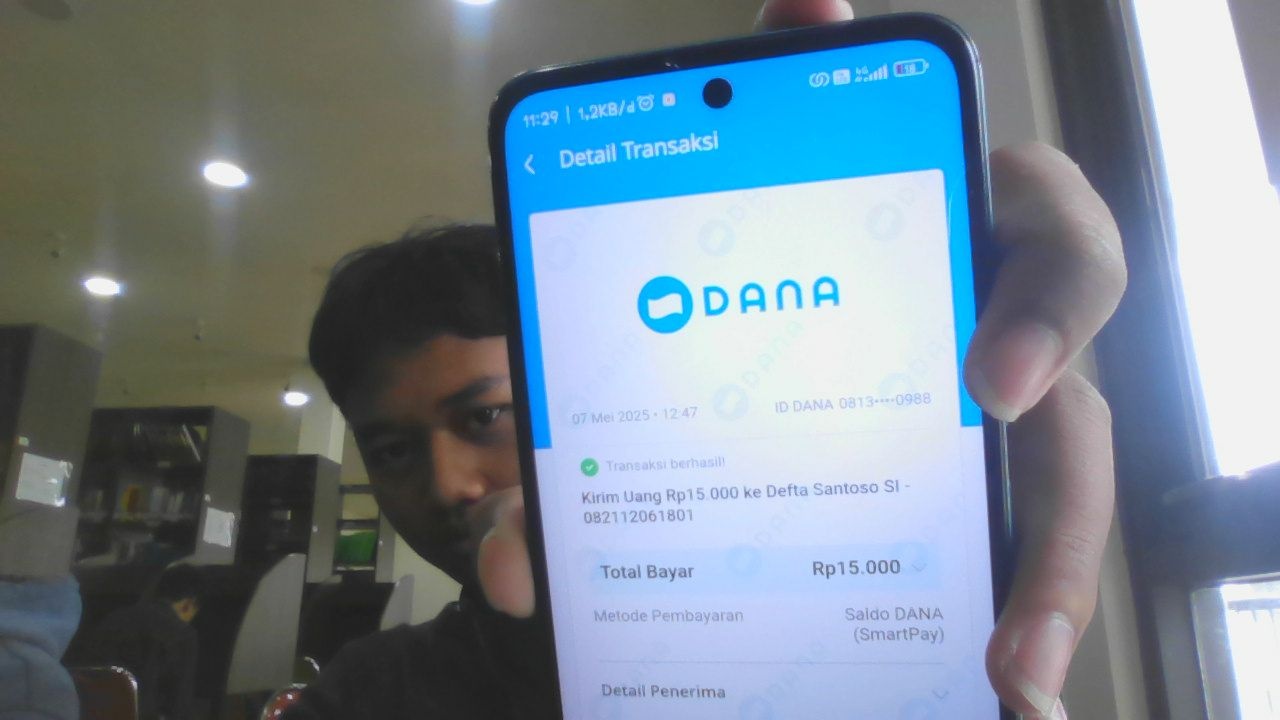 11:29 | 1,2KB/d
18
Detail Transaksi
DANA
07 Mei 2025 • 12:47
ID DANA 0813••••0988
Transaksi berhasil!
Kirim Uang Rp15.000 ke Defta Santoso SI -
082112061801
Total Bayar Rp15.000
Metode Pembayaran Saldo DANA
(SmartPay)
Detail Penerima